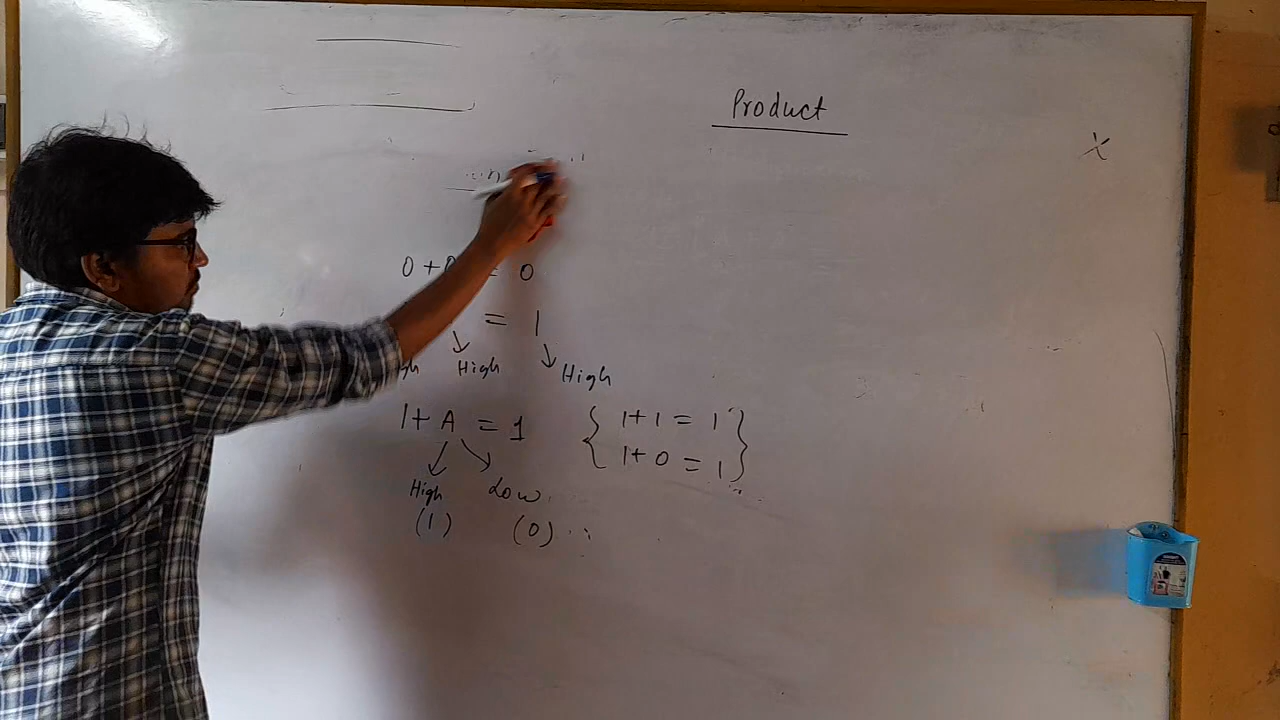 Product
0 + 0 = 0
= 1
High High
1 + A = 1 { 1 + 1 = 1
1 + 0 = 1 }
High Low
(1) (0)